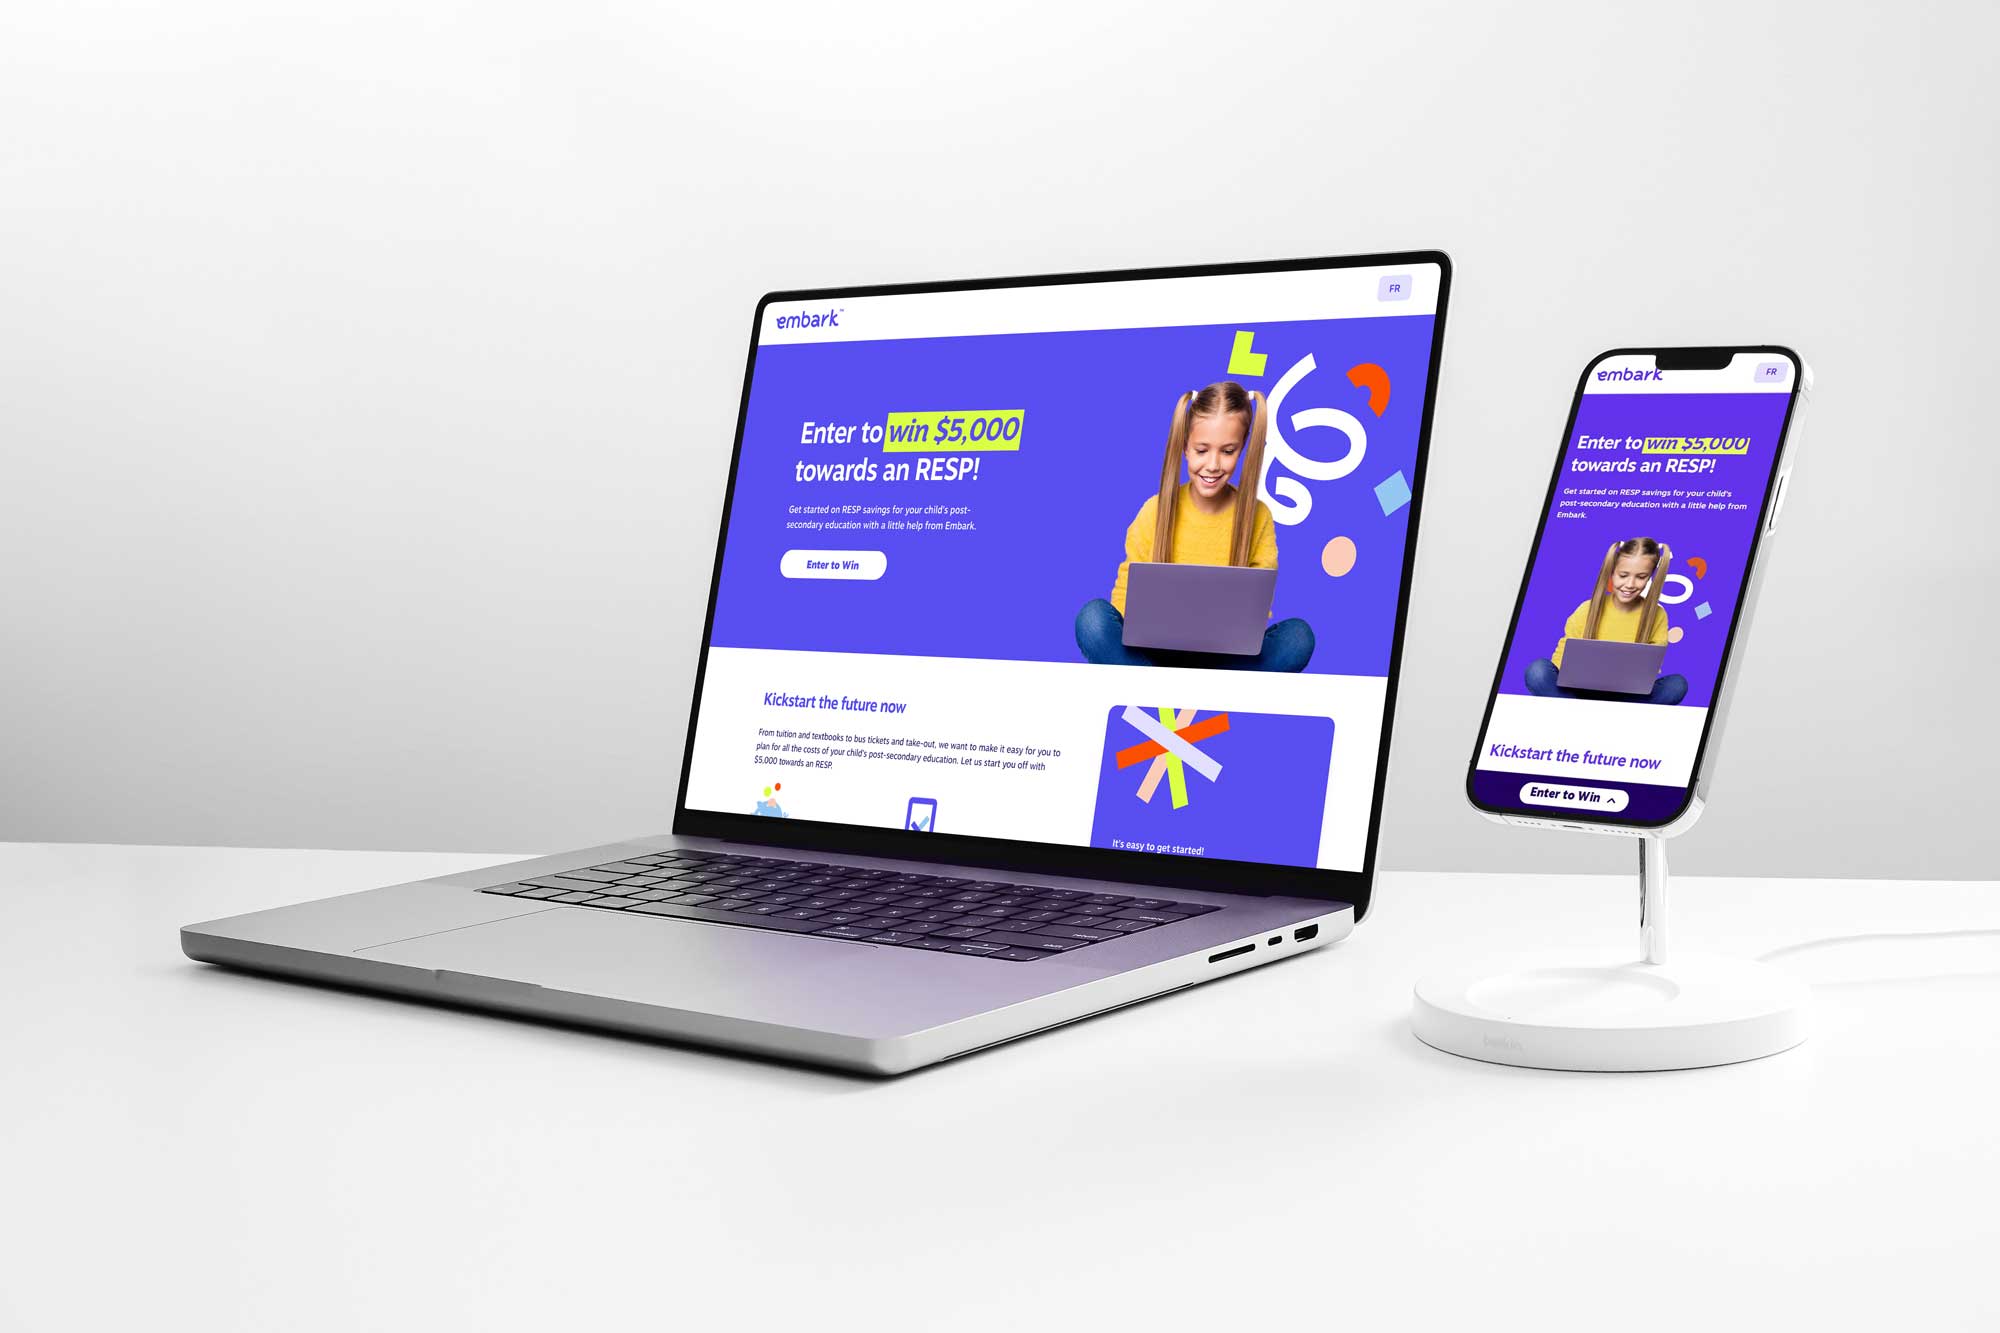 embark™
FR
Enter to win $5,000
towards an RESP!
Get started on RESP savings for your child's post-
secondary education with a little help from Embark.
Enter to Win
Kickstart the future now
From tuition and textbooks to bus tickets and take-out, we want to make it easy for you to
plan for all the costs of your child's post-secondary education. Let us start you off with
$5,000 towards an RESP.
It's easy to get started!
embark
FR
Enter to win $5,000
towards an RESP!
Get started on RESP savings for your child's
post-secondary education with a little help from
Embark.
Kickstart the future now
Enter to Win
belkin